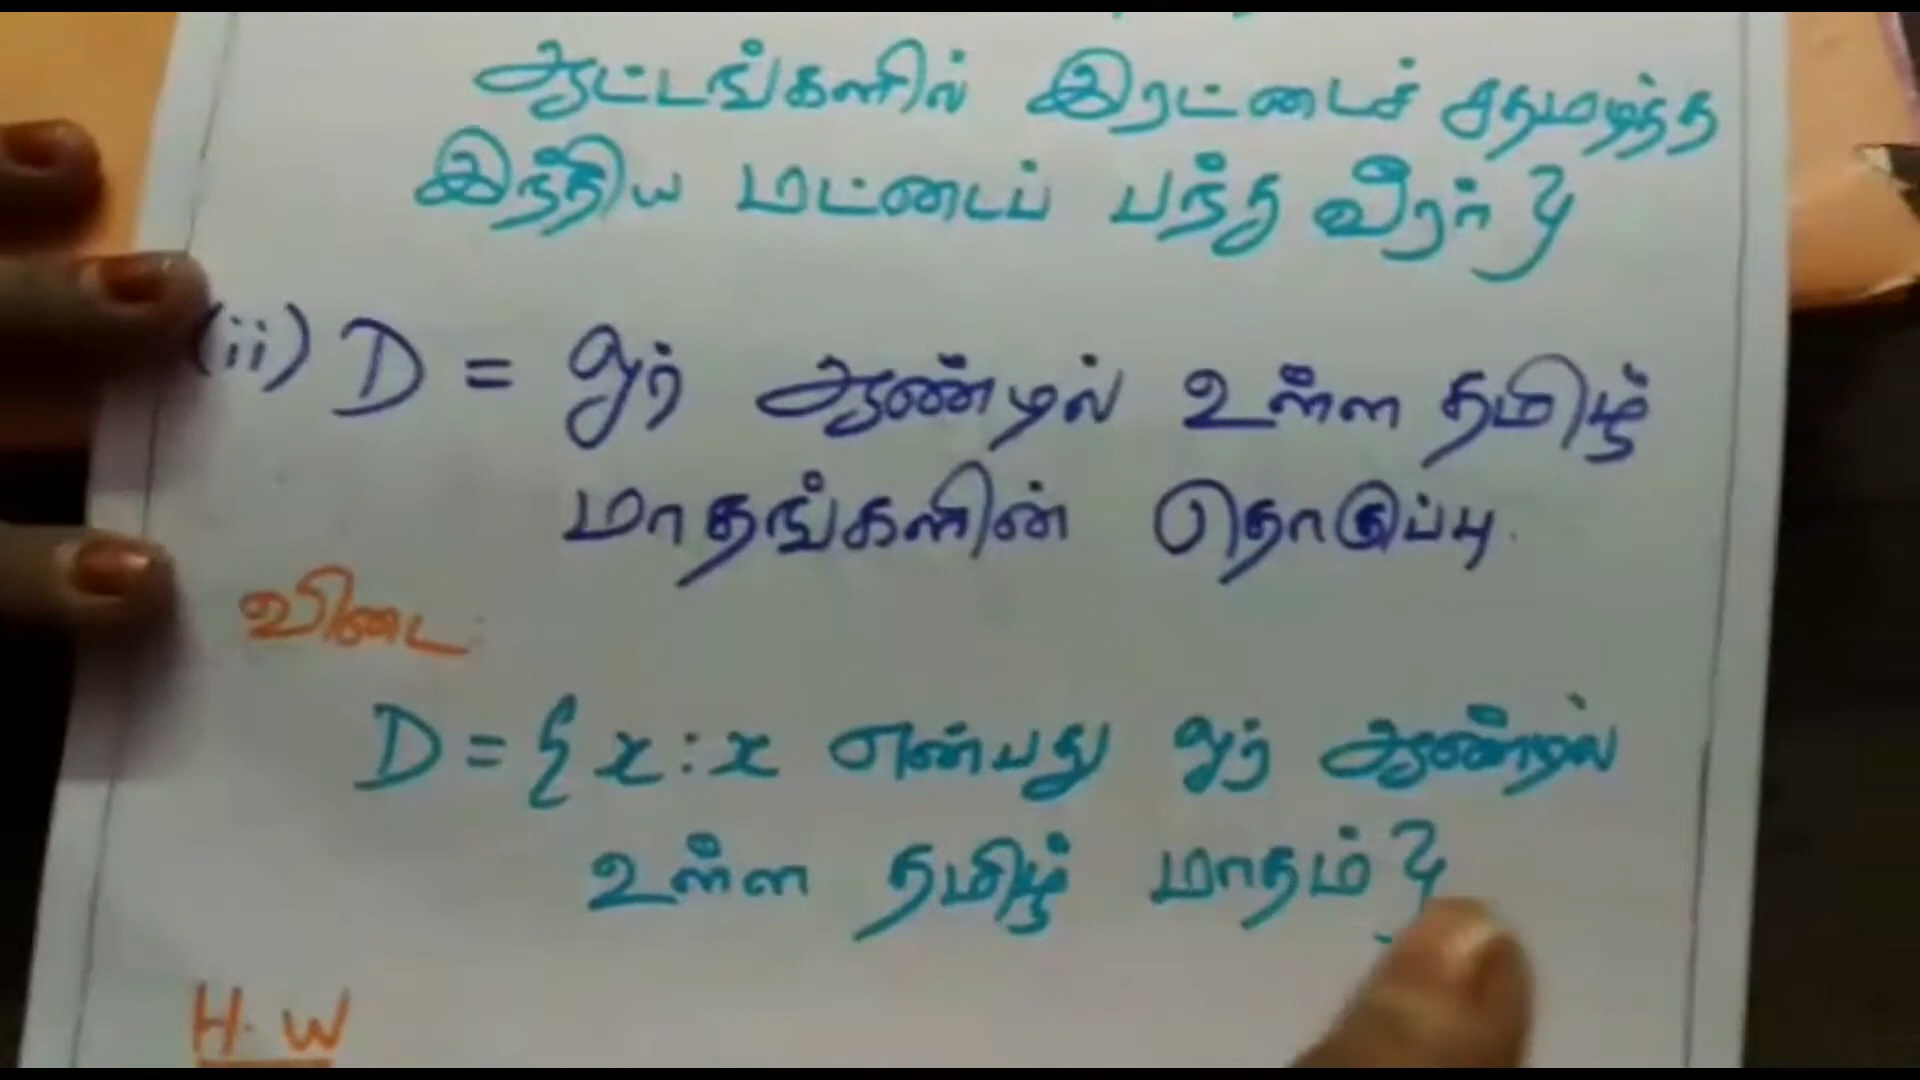 ஆட்டங்களில் இரட்டைச் சதமடித்த
இந்திய மட்டைப் பந்து வீரர் }
(ii) D = ஓர் ஆண்டில் உள்ள தமிழ்
மாதங்களின் தொகுப்பு.
விடை:
D = { x : x என்பது ஓர் ஆண்டில்
உள்ள தமிழ் மாதம் }
H. W